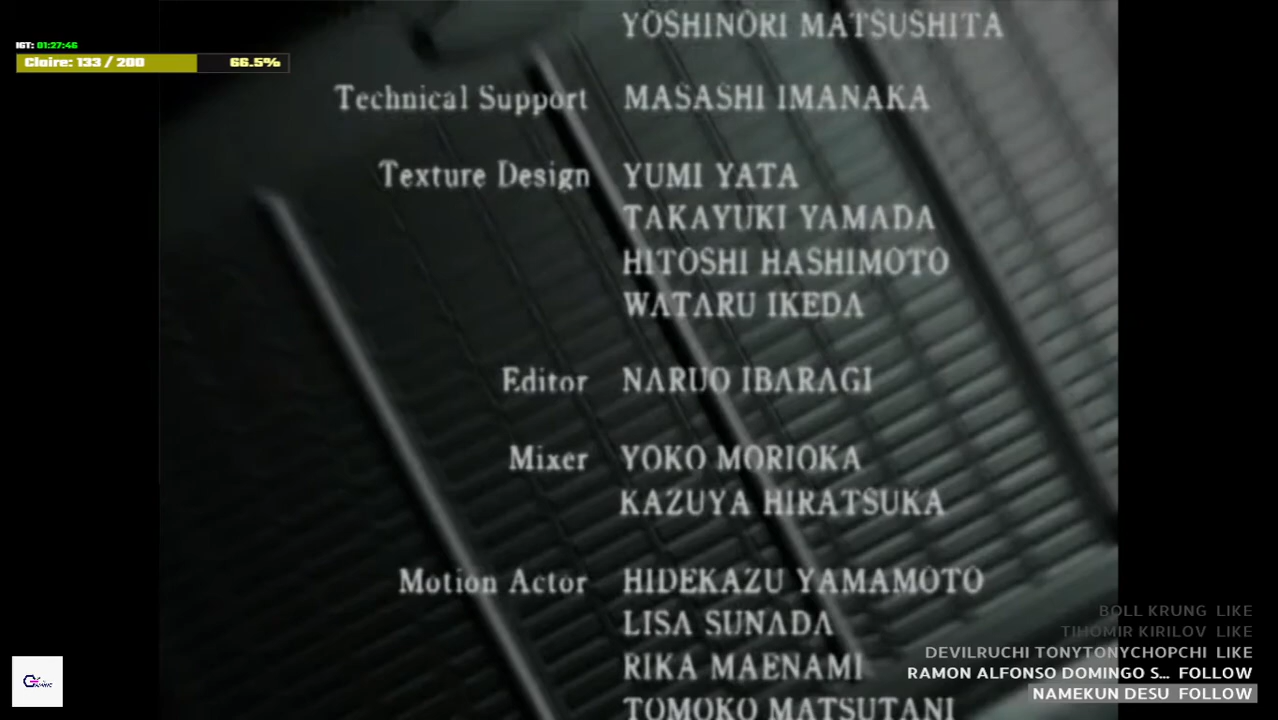 IGT: 01:27:46
Claire: 133 / 200 66.5%
YOSHINORI MATSUSHITA
Technical Support MASASHI IMANAKA
Texture Design YUMI YATA
TAKAYUKI YAMADA
HITOSHI HASHIMOTO
WATARU IKEDA
Editor NARUO IBARAGI
Mixer YOKO MORIOKA
KAZUYA HIRATSUKA
Motion Actor HIDEKAZU YAMAMOTO
LISA SUNADA
RIKA MAENAMI
TOMOKO MATSUTANI
BOLL KRUNG LIKE
TIHOMIR KIRILOV LIKE
DEVILRUCHI TONYTONYCHOPCHI LIKE
RAMON ALFONSO DOMINGO S... FOLLOW
NAMEKUN DESU FOLLOW